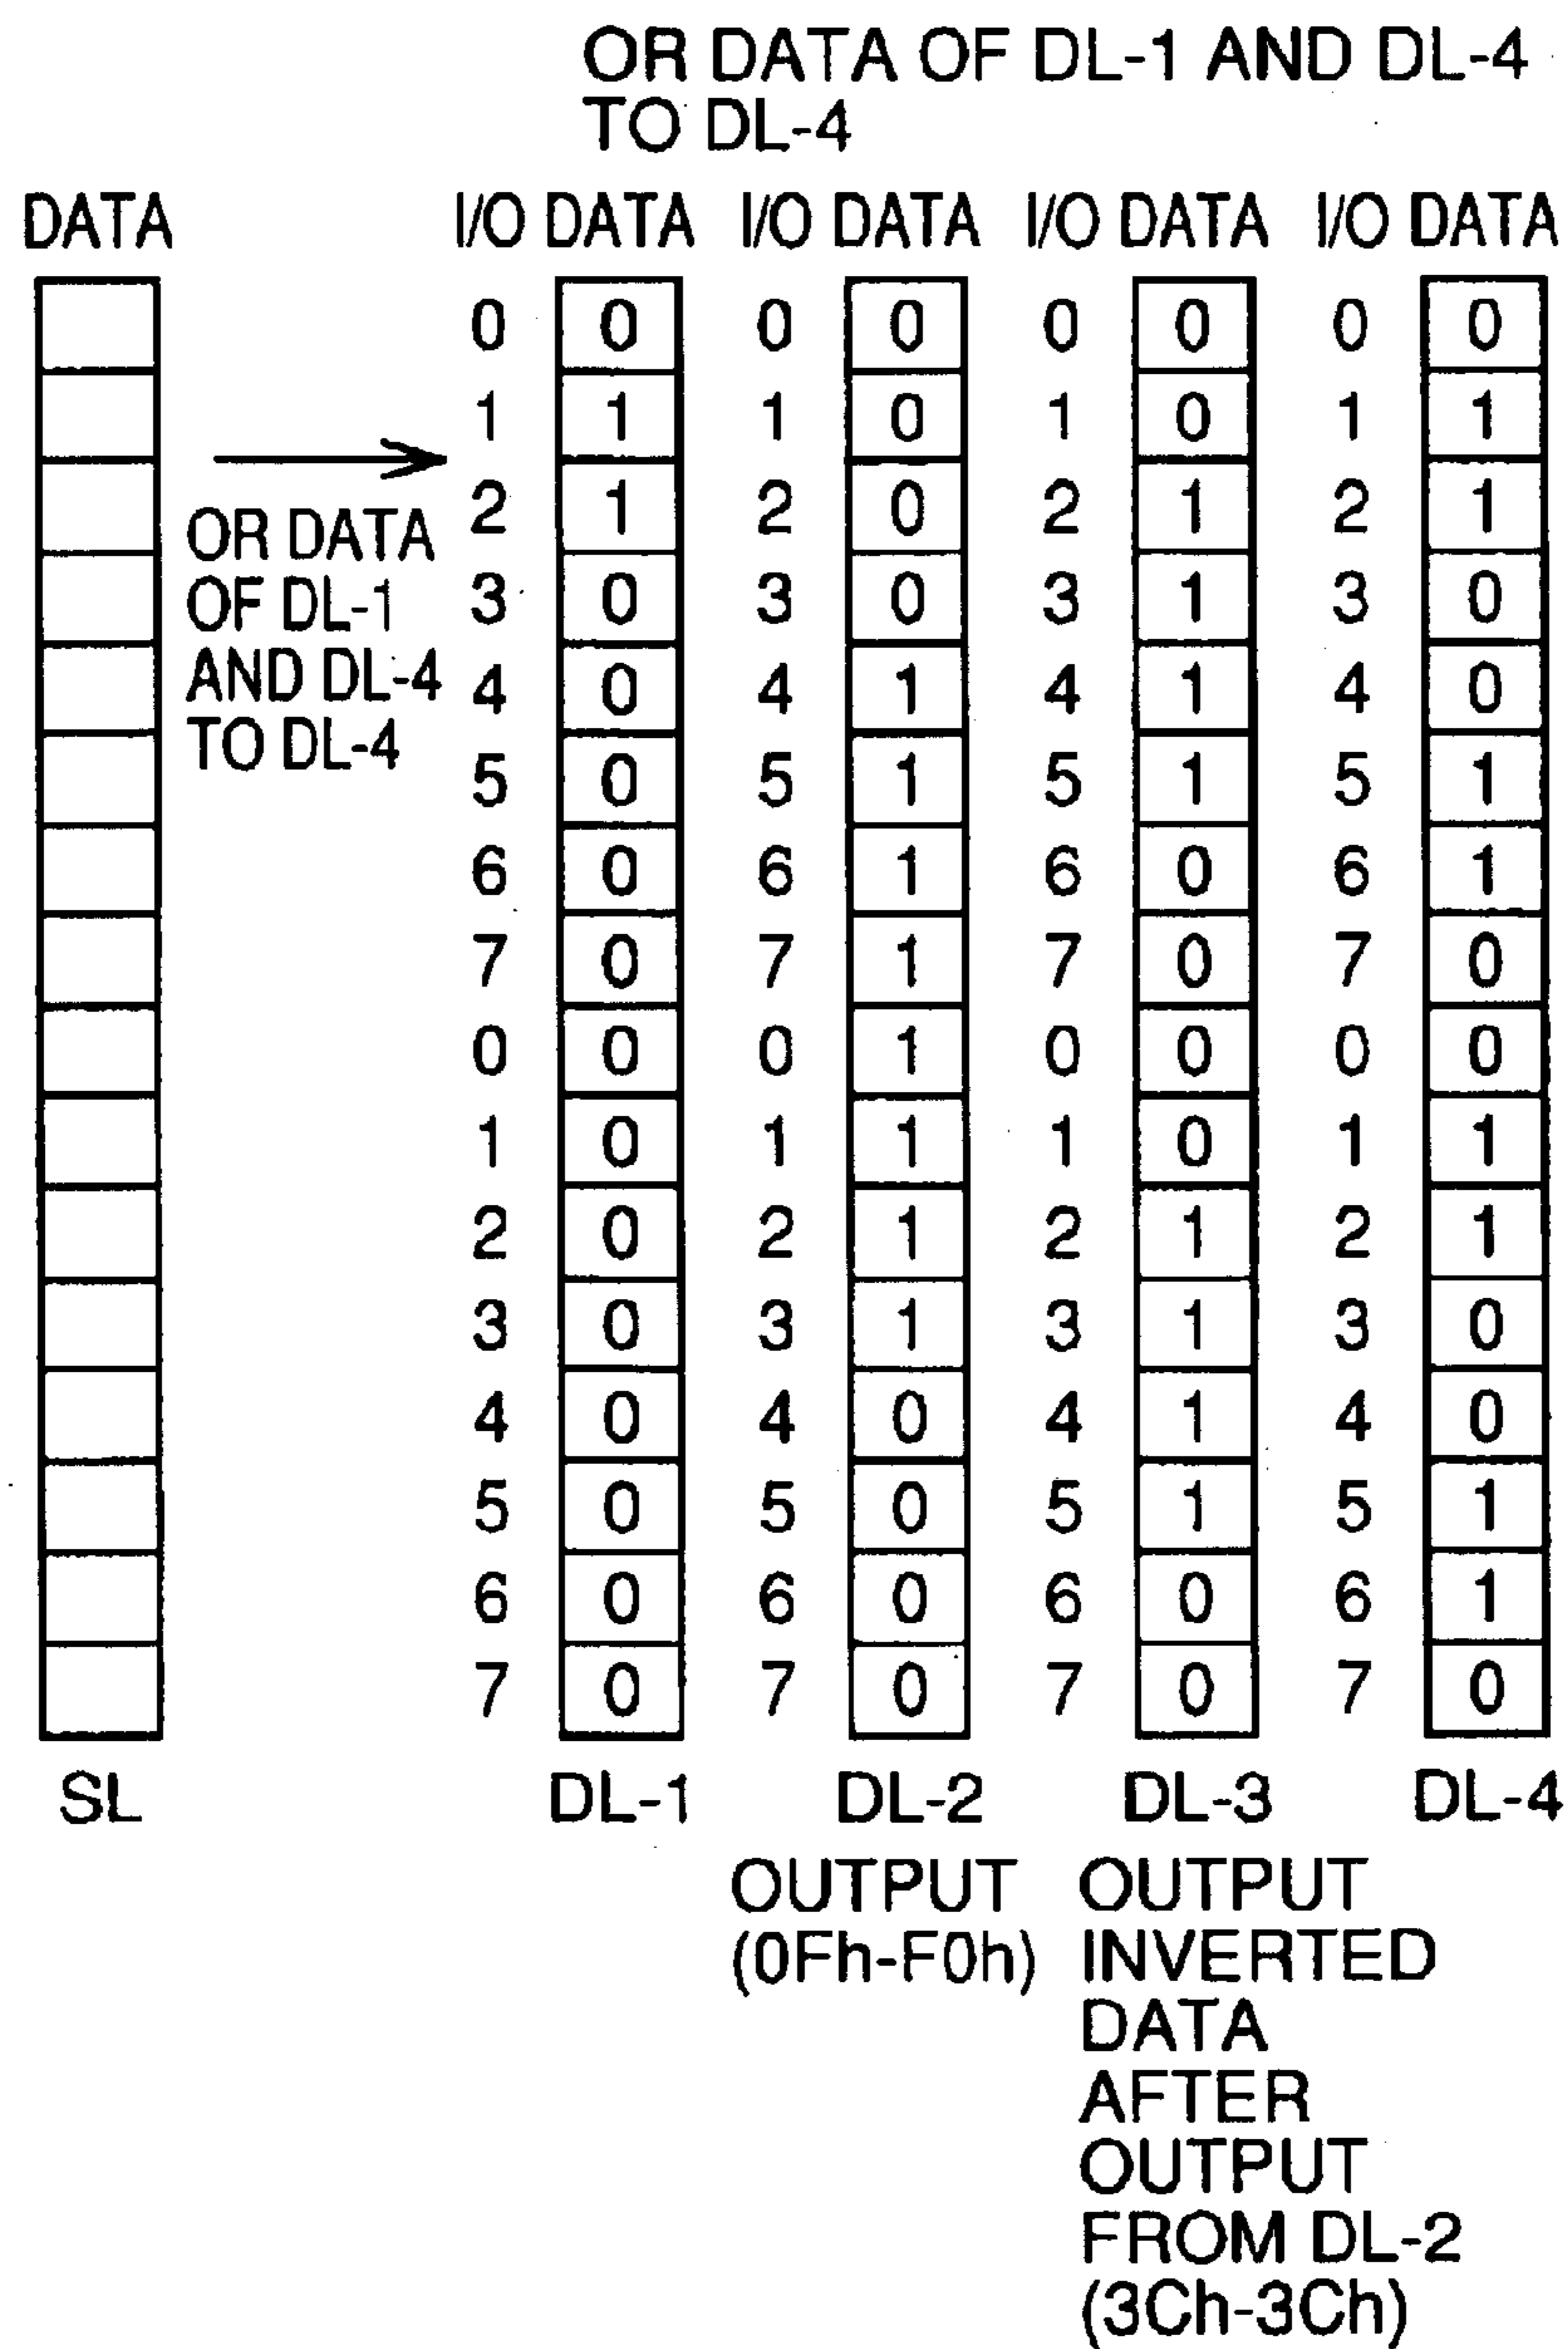 OR DATA OF DL-1 AND DL-4
TO DL-4
DATA I/O DATA I/O DATA I/O DATA I/O DATA
0 0 0 0 0 0 0 0
1 1 1 0 1 0 1 1
2 1 2 0 2 1 2 1
3 0 3 0 3 1 3 0
4 0 4 1 4 1 4 0
5 0 5 1 5 1 5 1
6 0 6 1 6 0 6 1
7 0 7 1 7 0 7 0
0 0 0 1 0 0 0 0
1 0 1 1 1 0 1 1
2 0 2 1 2 1 2 1
3 0 3 1 3 1 3 0
4 0 4 0 4 1 4 0
5 0 5 0 5 1 5 1
6 0 6 0 6 0 6 1
7 0 7 0 7 0 7 0
OR DATA
OF DL-1
AND DL-4
TO DL-4
SL DL-1 DL-2 DL-3 DL-4
OUTPUT
(0Fh-F0h)
OUTPUT
INVERTED
DATA
AFTER
OUTPUT
FROM DL-2
(3Ch-3Ch)